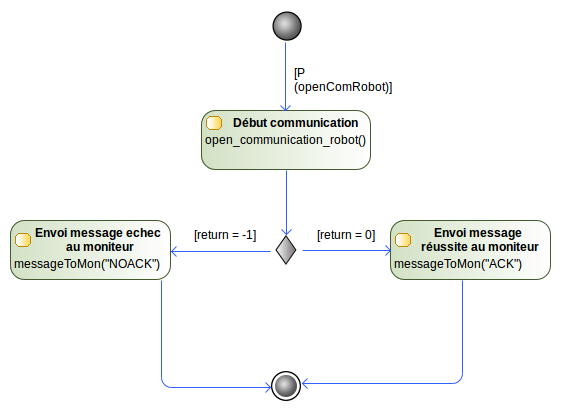 [P
(openComRobot)]
Début communication
open_communication_robot()
[return = -1]
[return = 0]
Envoi message echec
au moniteur
messageToMon("NOACK")
Envoi message
réussite au moniteur
messageToMon("ACK")